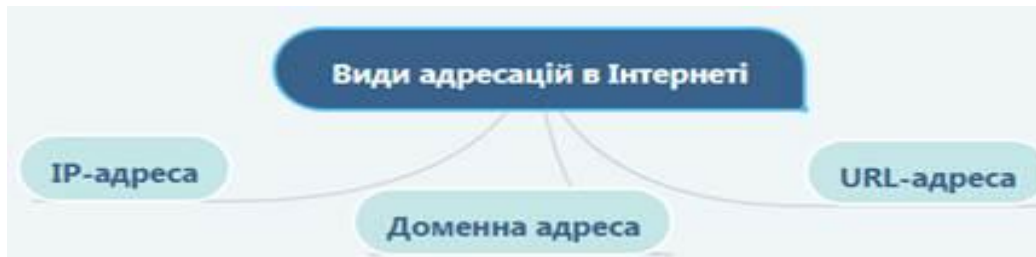 Види адресацій в Інтернеті
IP-адреса
URL-адреса
Доменна адреса